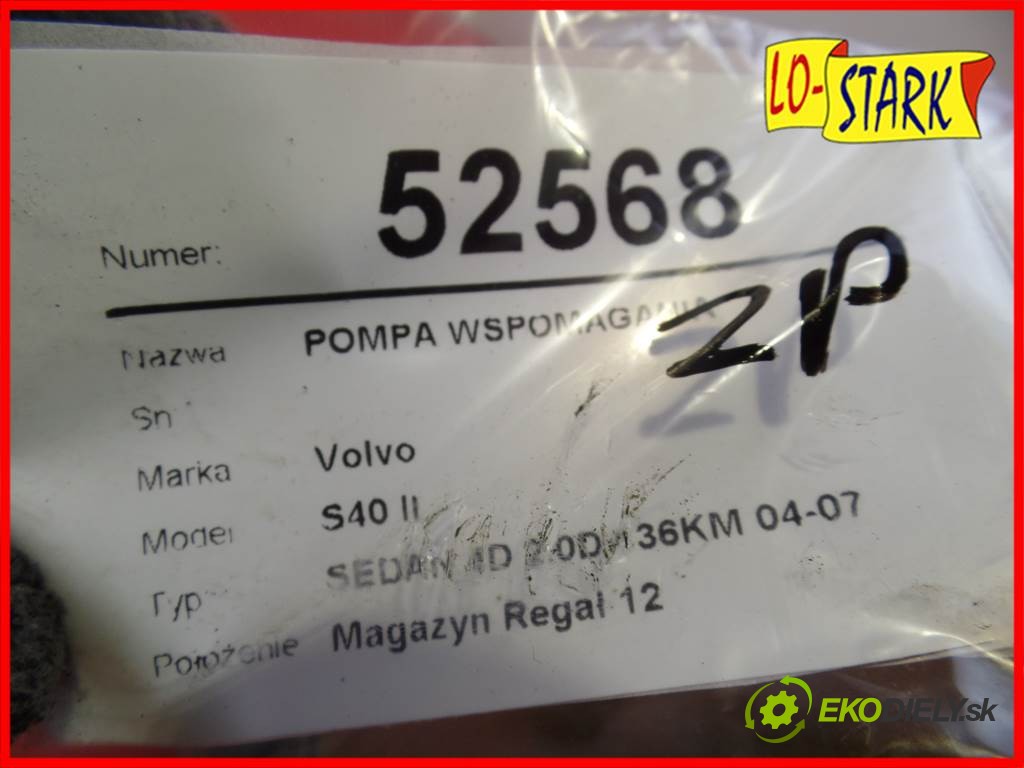 LO-STARK
Numer: 52568
Nazwa POMPA WSPOMAGANIA
ZP
Sn
Marka Volvo
Model S40 II
Typ SEDAN 4D 2.0D 136KM 04-07
Położenie Magazyn Regał 12
EKODIELY.sk